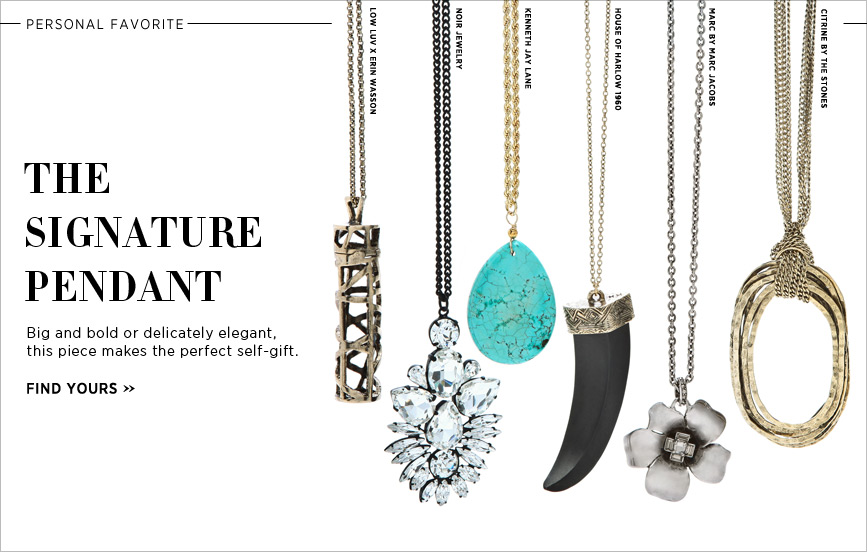 PERSONAL FAVORITE
LOW LUV X ERIN WASSON
NOIR JEWELRY
KENNETH JAY LANE
HOUSE OF HARLOW 1960
MARC BY MARC JACOBS
CITRINE BY THE STONES
THE
SIGNATURE
PENDANT
Big and bold or delicately elegant,
this piece makes the perfect self-gift.
FIND YOURS >>